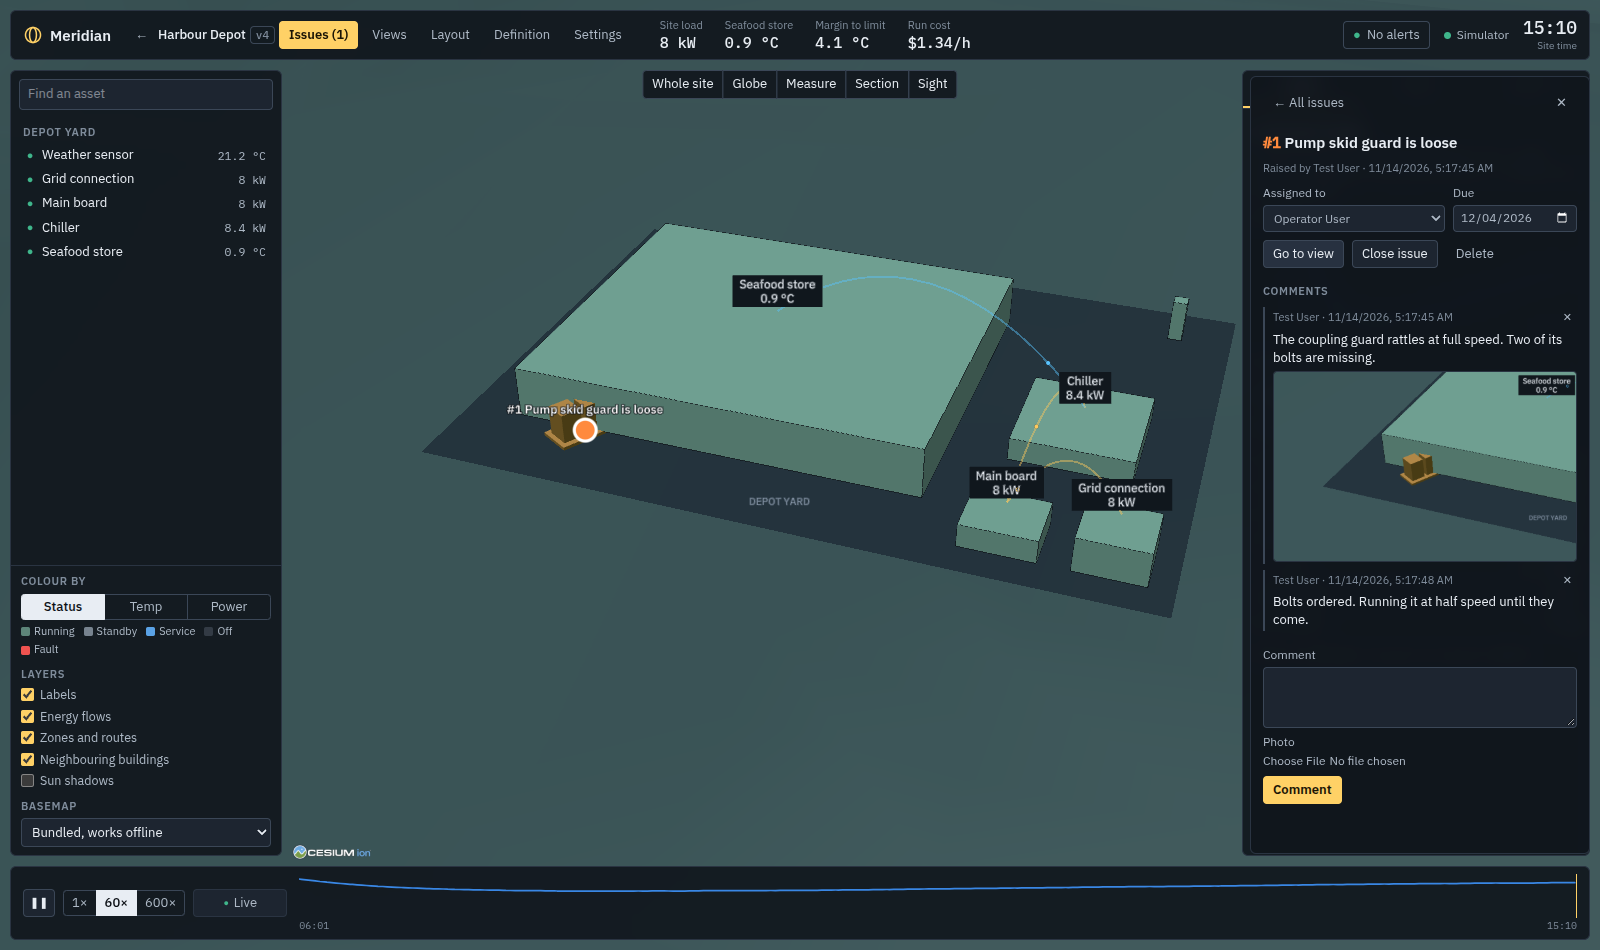 Meridian
← Harbour Depot v4
Issues (1)
Views
Layout
Definition
Settings
Site load
8 kW
Seafood store
0.9 °C
Margin to limit
4.1 °C
Run cost
$1.34/h
No alerts
Simulator
15:10
Site time
Find an asset
DEPOT YARD
Weather sensor 21.2 °C
Grid connection 8 kW
Main board 8 kW
Chiller 8.4 kW
Seafood store 0.9 °C
COLOUR BY
Status Temp Power
Running Standby Service Off
Fault
LAYERS
Labels
Energy flows
Zones and routes
Neighbouring buildings
Sun shadows
BASEMAP
Bundled, works offline
Whole site Globe Measure Section Sight
Seafood store
0.9 °C
Chiller
8.4 kW
#1 Pump skid guard is loose
Main board
8 kW
Grid connection
8 kW
DEPOT YARD
CESIUM ion
← All issues ×
#1 Pump skid guard is loose
Raised by Test User · 11/14/2026, 5:17:45 AM
Assigned to Due
Operator User 12/04/2026
Go to view Close issue Delete
COMMENTS
Test User · 11/14/2026, 5:17:45 AM ×
The coupling guard rattles at full speed. Two of its
bolts are missing.
Seafood store
0.9 °C
DEPOT YARD
Test User · 11/14/2026, 5:17:48 AM ×
Bolts ordered. Running it at half speed until they
come.
Comment
Photo
Choose File No file chosen
Comment
1× 60× 600×
Live
06:01 15:10